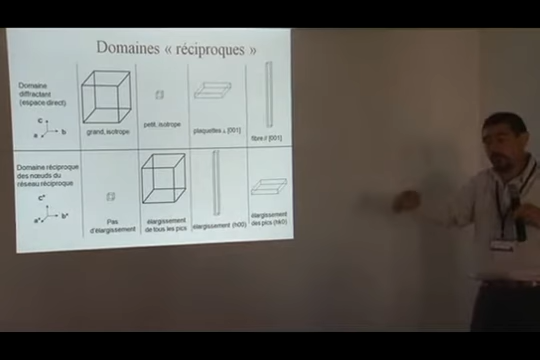 Domaines « réciproques »
Domaine
diffractant
(espace direct)
c
a
b
grand, isotrope
petit, isotrope
plaquettes ⊥ [001]
fibre // [001]
Domaine réciproque
des nœuds du
réseau réciproque
c*
a*
b*
Pas
d'élargissement
élargissement
de tous les pics
élargissement (h00)
élargissement
des pics (hk0)